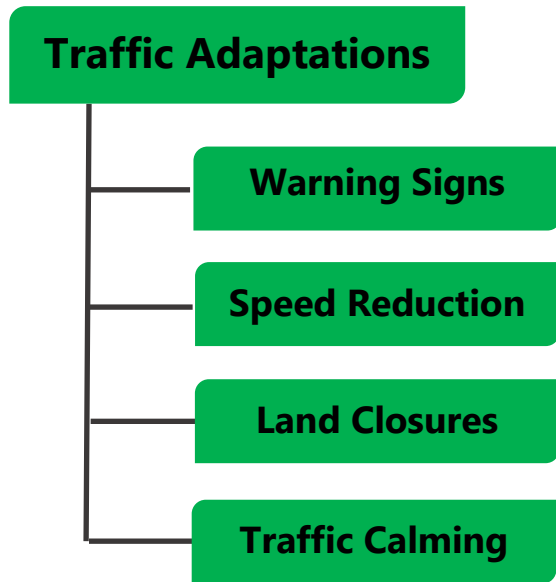 Traffic Adaptations
Warning Signs
Speed Reduction
Land Closures
Traffic Calming